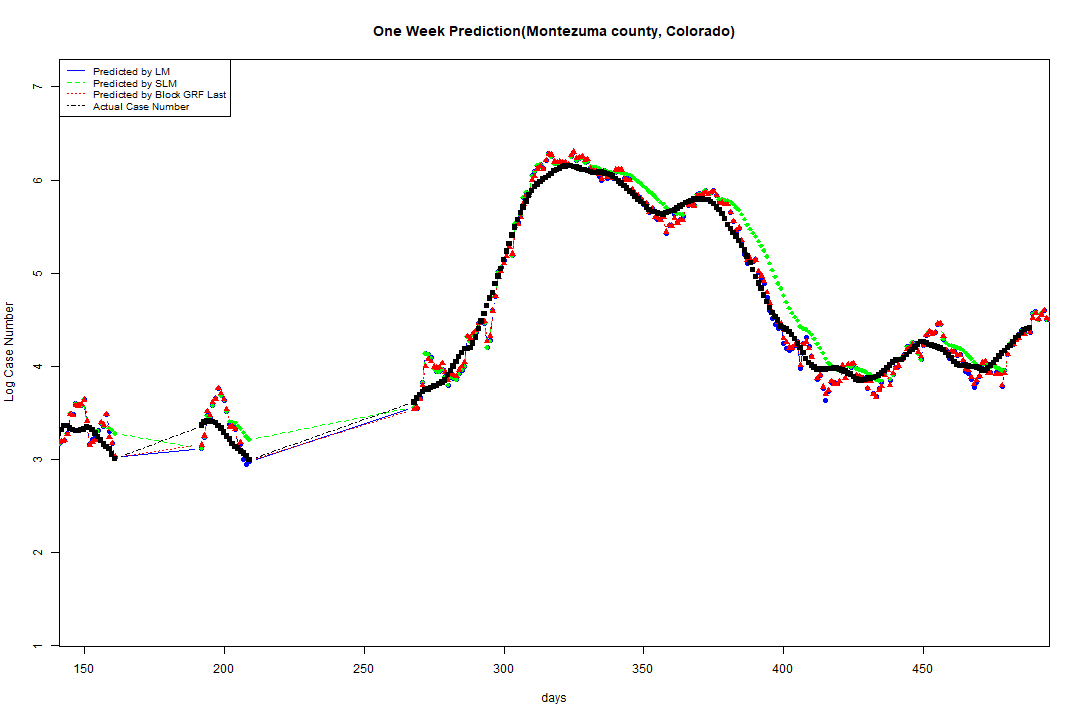 One Week Prediction(Montezuma county, Colorado)
Predicted by LM
Predicted by SLM
Predicted by Block GRF Last
Actual Case Number
7
6
5
4
3
2
1
Log Case Number
150 200 250 300 350 400 450
days